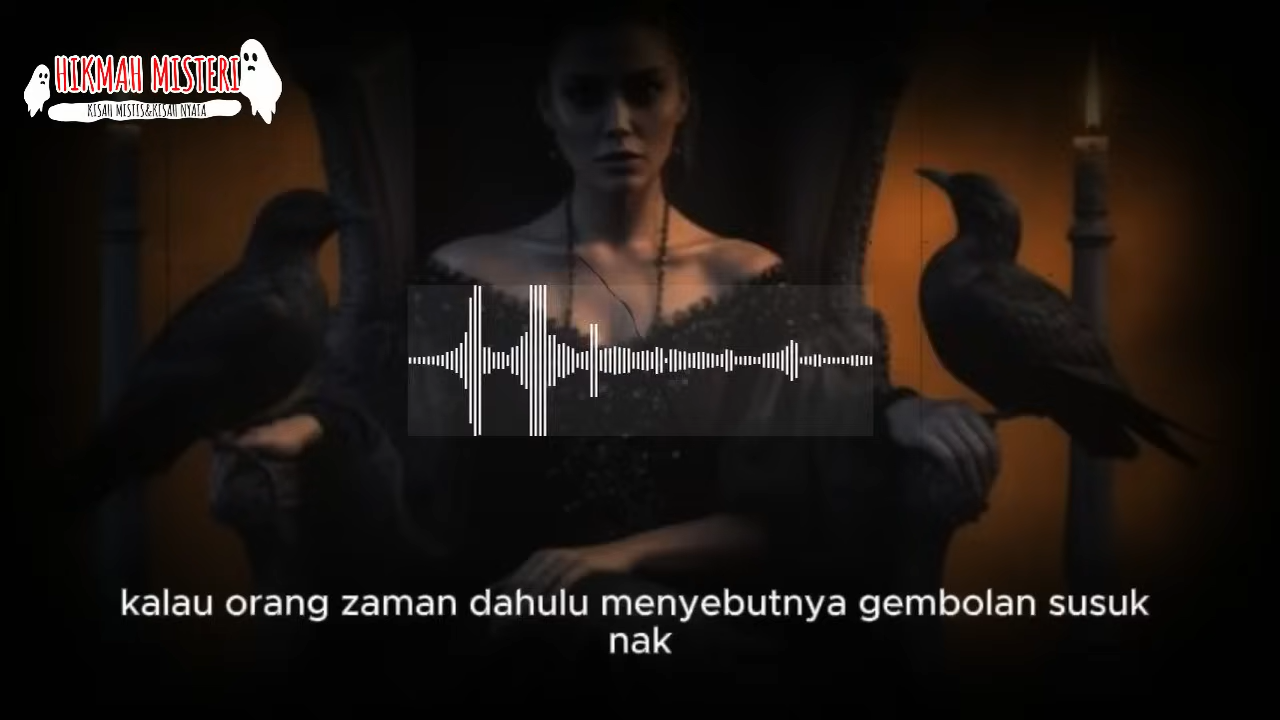 HIKMAH MISTERI
KISAH MISTIS&KISAH NYATA
kalau orang zaman dahulu menyebutnya gembolan susuk
nak